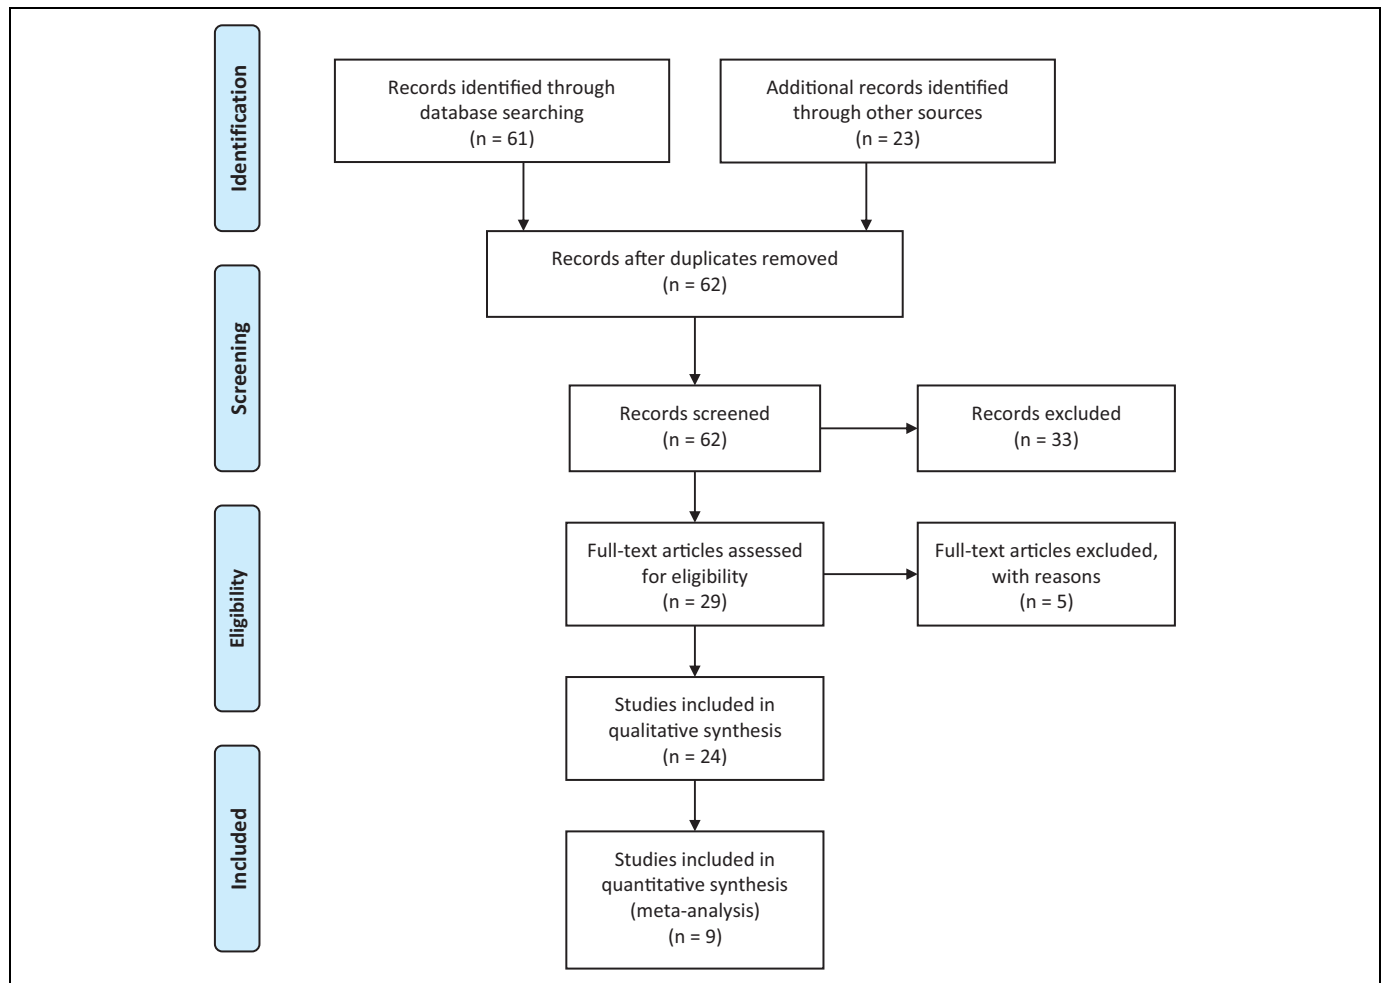 Identification
Records identified through
database searching
(n = 61)
Additional records identified
through other sources
(n = 23)
Records after duplicates removed
(n = 62)
Screening
Records screened
(n = 62)
Records excluded
(n = 33)
Eligibility
Full-text articles assessed
for eligibility
(n = 29)
Full-text articles excluded,
with reasons
(n = 5)
Studies included in
qualitative synthesis
(n = 24)
Included
Studies included in
quantitative synthesis
(meta-analysis)
(n = 9)